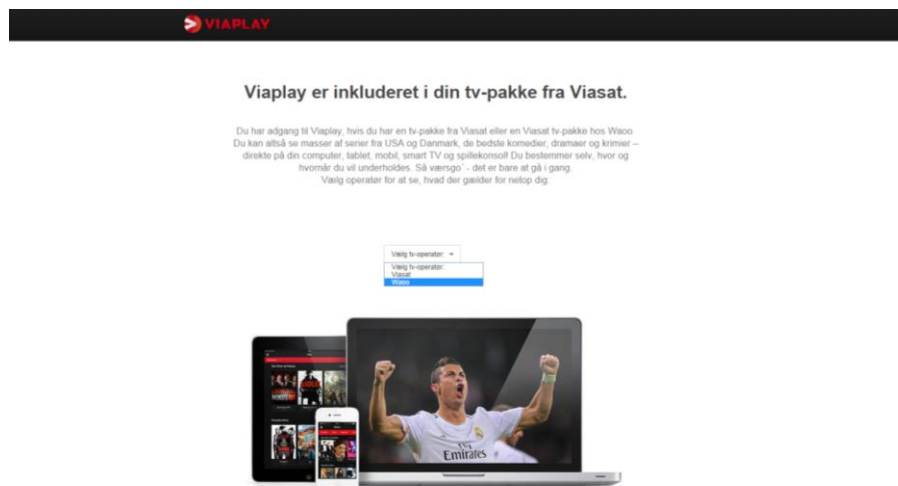 VIAPLAY
Viaplay er inkluderet i din tv-pakke fra Viasat.
Du har adgang til Viaplay, hvis du har en tv-pakke fra Viasat eller en Viasat tv-pakke hos Waoo.
Du kan altså se masser af serier fra USA og Danmark, de bedste komedier, dramaer og krimier –
direkte på din computer, tablet, mobil, smart TV og spillekonsol! Du bestemmer selv, hvor og
hvornår du vil underholdes. Så værsgo´ - det er bare at gå i gang.
Vælg operatør for at se, hvad der gælder for netop dig:
Vælg tv-operatør:
Vælg tv-operatør:
Viasat
Waoo
Fly
Emirates